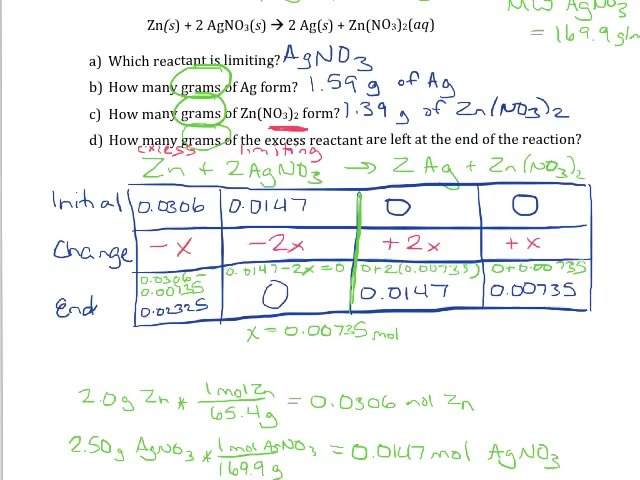 MW AgNO3
= 169.9 g/m
Zn(s) + 2 AgNO3(s) → 2 Ag(s) + Zn(NO3)2(aq)
a) Which reactant is limiting? AgNO3
b) How many grams of Ag form? 1.59 g of Ag
c) How many grams of Zn(NO3)2 form? 1.39 g of Zn(NO3)2
d) How many grams of the excess reactant are left at the end of the reaction?
excess limiting
Zn + 2AgNO3 → 2 Ag + Zn(NO3)2
Initial 0.0306 0.0147 0 0
Change -x -2x +2x +x
0.0306 - 0.0147-2x=0 0+2(0.00735) 0+0.00735
0.00735
End 0.02325 0 0.0147 0.00735
x = 0.00735 mol
2.0g Zn * 1 mol Zn / 65.4g = 0.0306 mol Zn
2.50g AgNO3 * 1 mol AgNO3 / 169.9 g = 0.0147 mol AgNO3